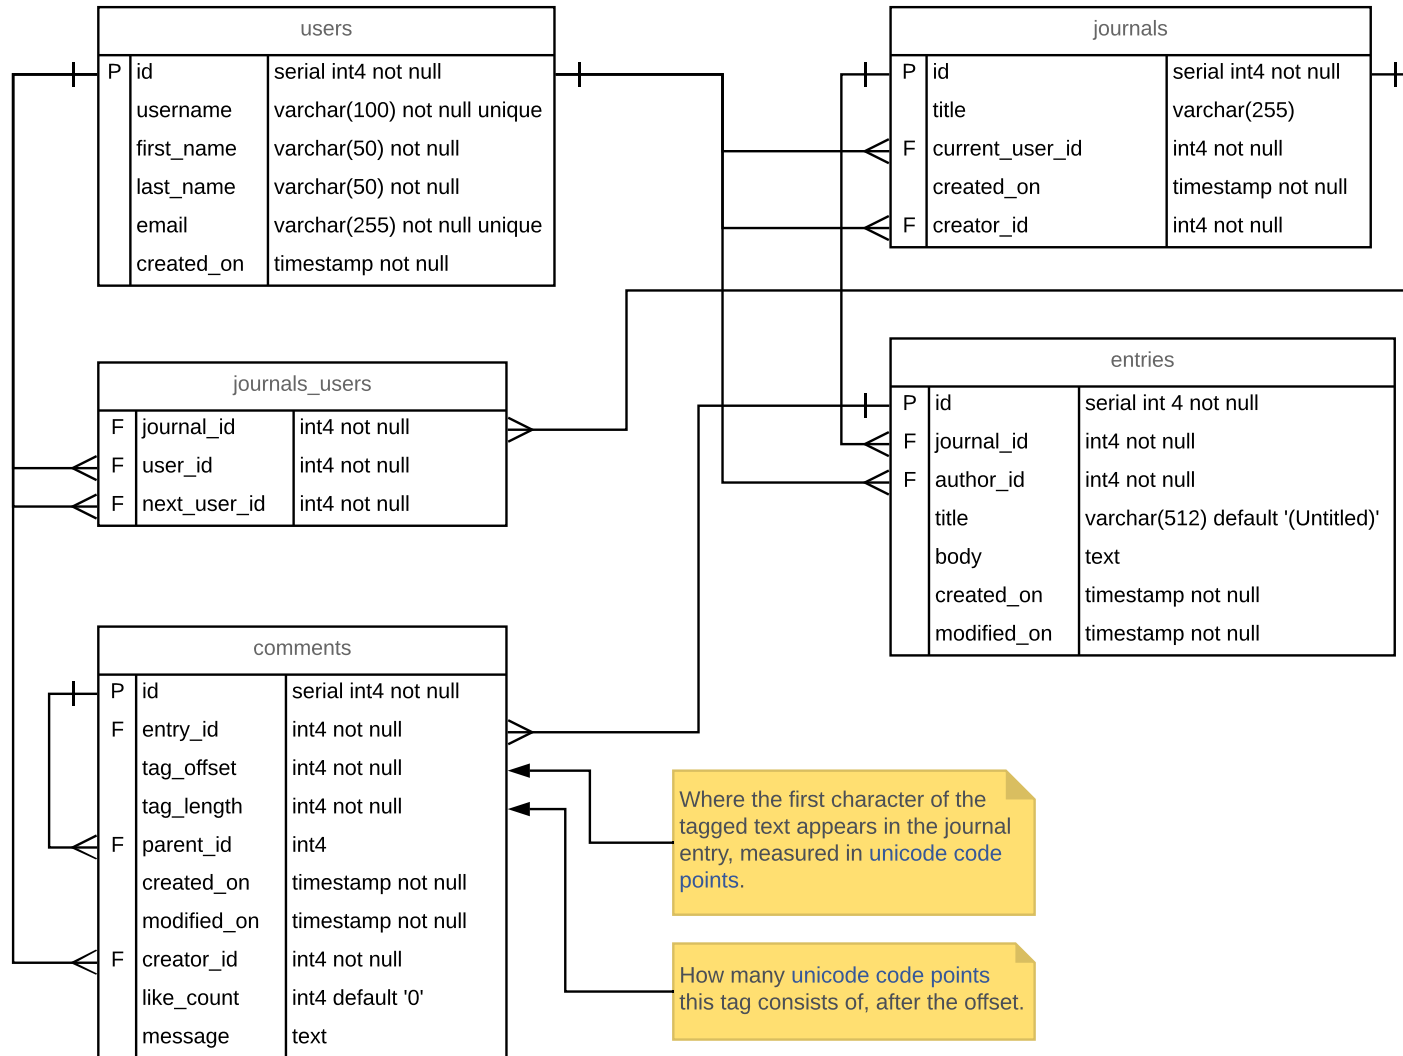 users
P id serial int4 not null
username varchar(100) not null unique
first_name varchar(50) not null
last_name varchar(50) not null
email varchar(255) not null unique
created_on timestamp not null
journals
P id serial int4 not null
title varchar(255)
F current_user_id int4 not null
created_on timestamp not null
F creator_id int4 not null
journals_users
F journal_id int4 not null
F user_id int4 not null
F next_user_id int4 not null
entries
P id serial int 4 not null
F journal_id int4 not null
F author_id int4 not null
title varchar(512) default '(Untitled)'
body text
created_on timestamp not null
modified_on timestamp not null
comments
P id serial int4 not null
F entry_id int4 not null
tag_offset int4 not null
tag_length int4 not null
F parent_id int4
created_on timestamp not null
modified_on timestamp not null
F creator_id int4 not null
like_count int4 default '0'
message text
Where the first character of the
tagged text appears in the journal
entry, measured in unicode code
points.
How many unicode code points
this tag consists of, after the offset.